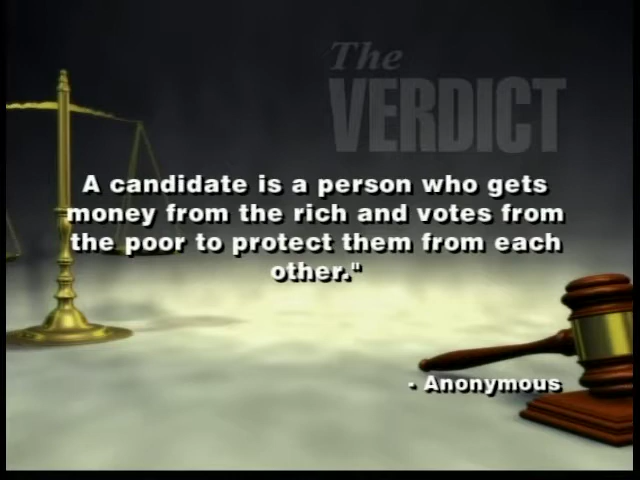 The
VERDICT
A candidate is a person who gets
money from the rich and votes from
the poor to protect them from each
other."
- Anonymous